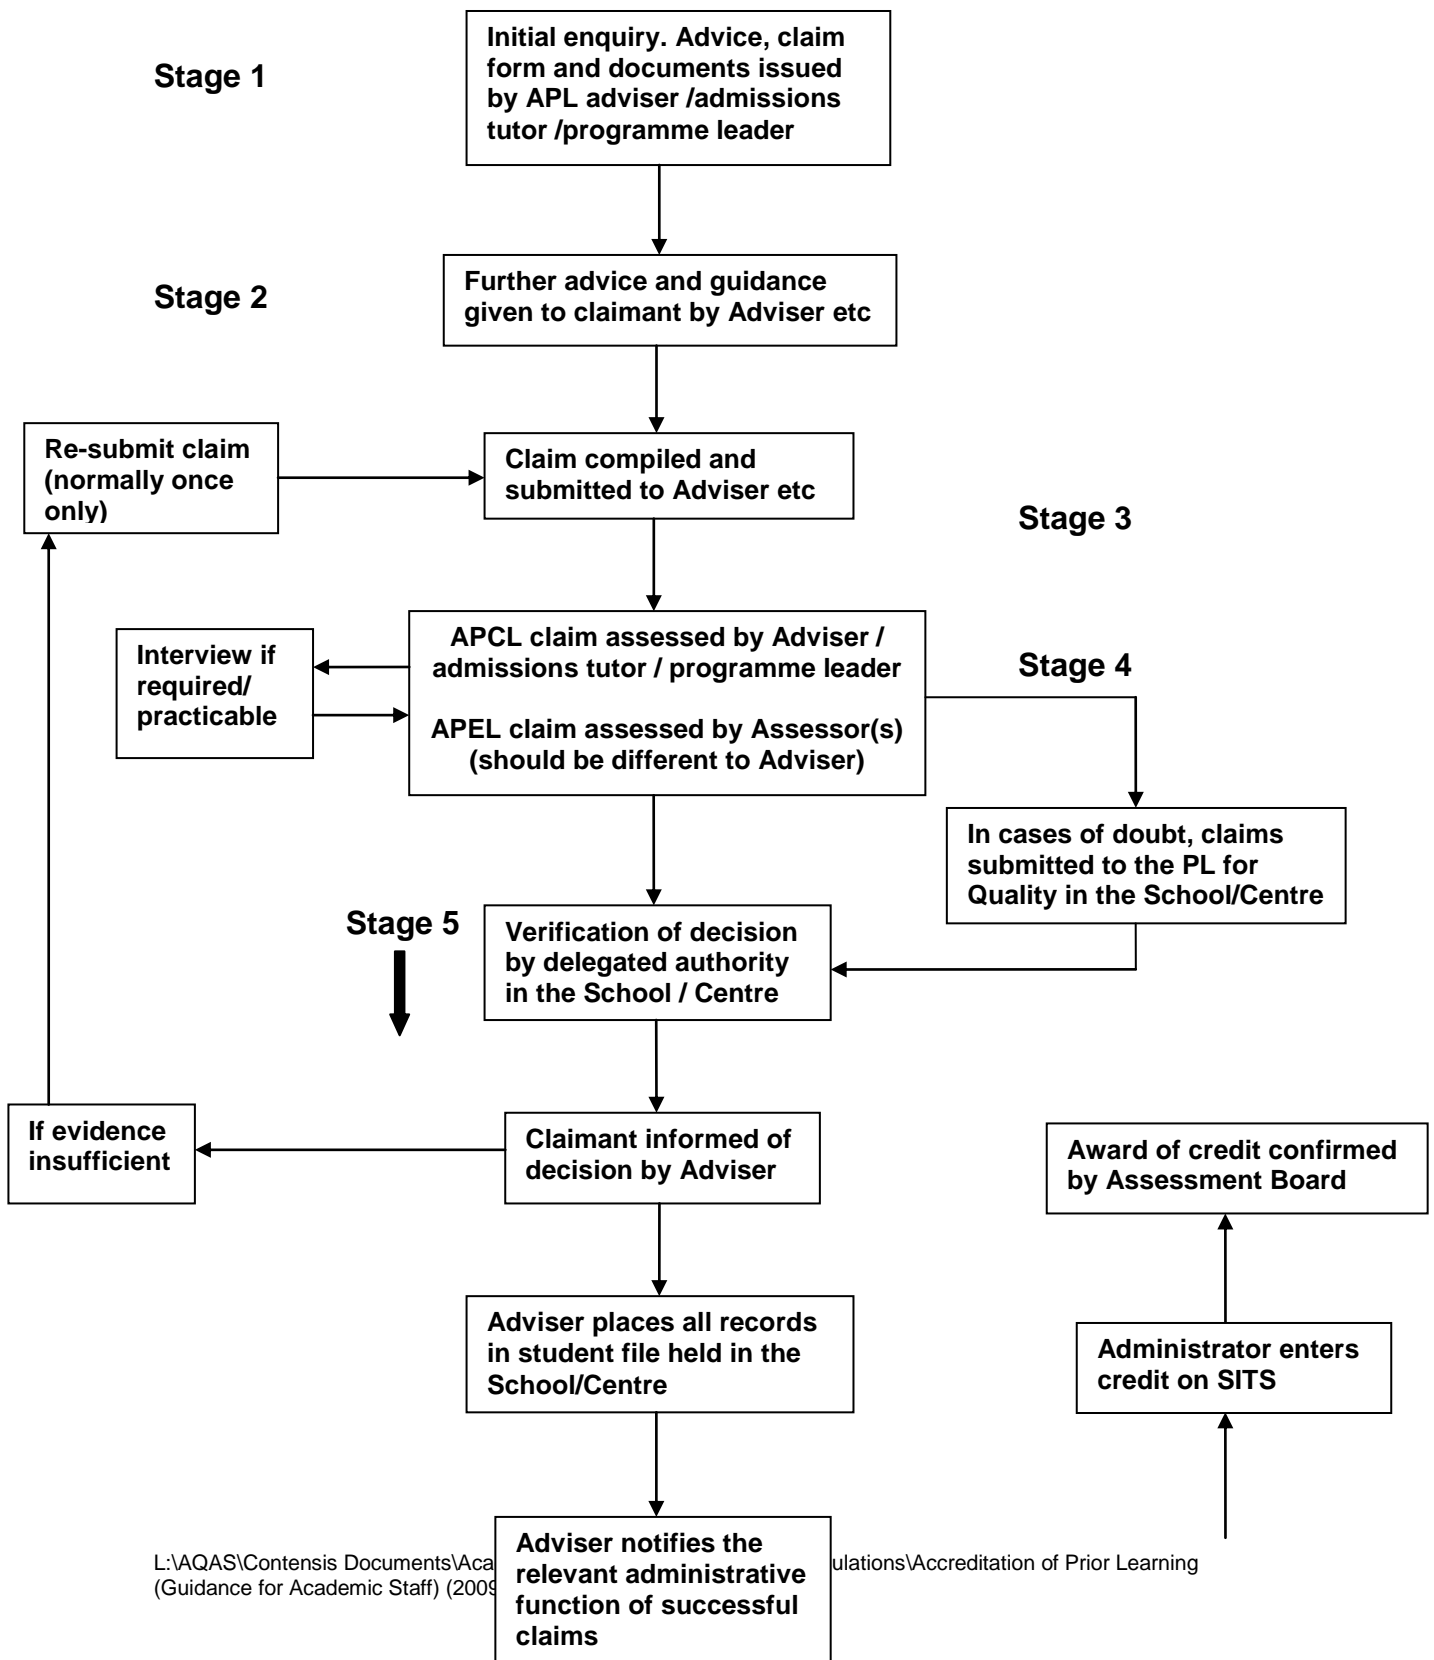 Stage 1
Initial enquiry. Advice, claim
form and documents issued
by APL adviser /admissions
tutor /programme leader
Stage 2
Further advice and guidance
given to claimant by Adviser etc
Re-submit claim
(normally once
only)
Claim compiled and
submitted to Adviser etc
Stage 3
Interview if
required/
practicable
APCL claim assessed by Adviser /
admissions tutor / programme leader
APEL claim assessed by Assessor(s)
(should be different to Adviser)
Stage 4
In cases of doubt, claims
submitted to the PL for
Quality in the School/Centre
Stage 5
Verification of decision
by delegated authority
in the School / Centre
If evidence
insufficient
Claimant informed of
decision by Adviser
Award of credit confirmed
by Assessment Board
Adviser places all records
in student file held in the
School/Centre
Administrator enters
credit on SITS
Adviser notifies the
relevant administrative
function of successful
claims
L:\AQAS\Contensis Documents\Aca ulations\Accreditation of Prior Learning
(Guidance for Academic Staff) (2009